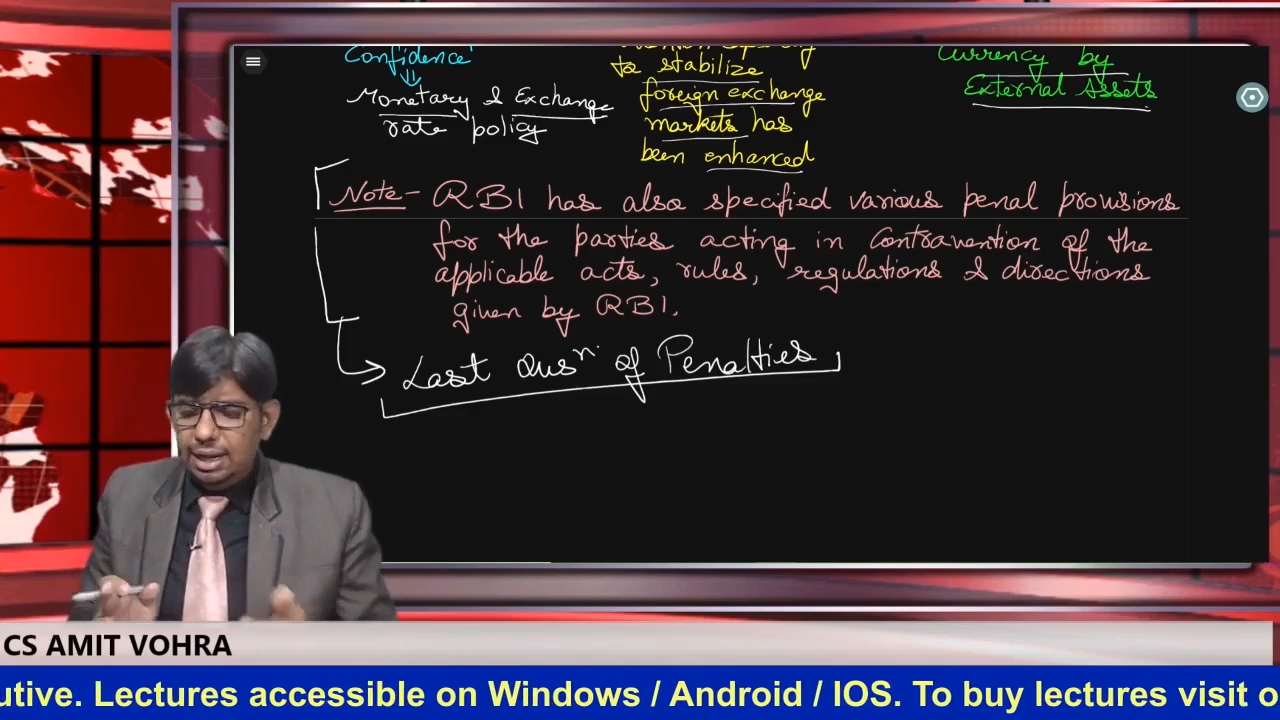 Confidence
to stabilize
Currency by
External Assets
Monetary & Exchange
rate policy
foreign exchange
markets has
been enhanced
Note- RBI has also specified various penal provisions
for the parties acting in contravention of the
applicable acts, rules, regulations & directions
given by RBI.
Last Qusn. of Penalties
CS AMIT VOHRA
utive. Lectures accessible on Windows / Android / IOS. To buy lectures visit o